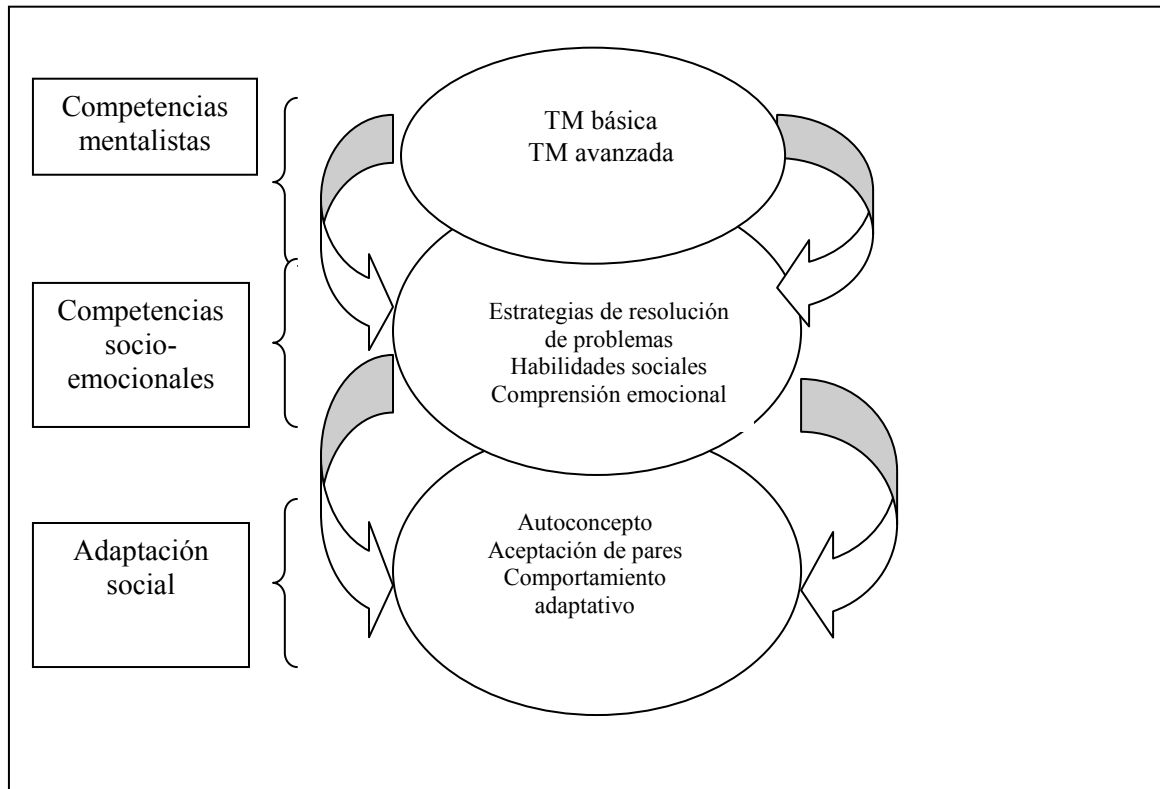 Competencias
mentalistas
TM básica
TM avanzada
Competencias
socio-
emocionales
Estrategias de resolución
de problemas
Habilidades sociales
Comprensión emocional
Adaptación
social
Autoconcepto
Aceptación de pares
Comportamiento
adaptativo